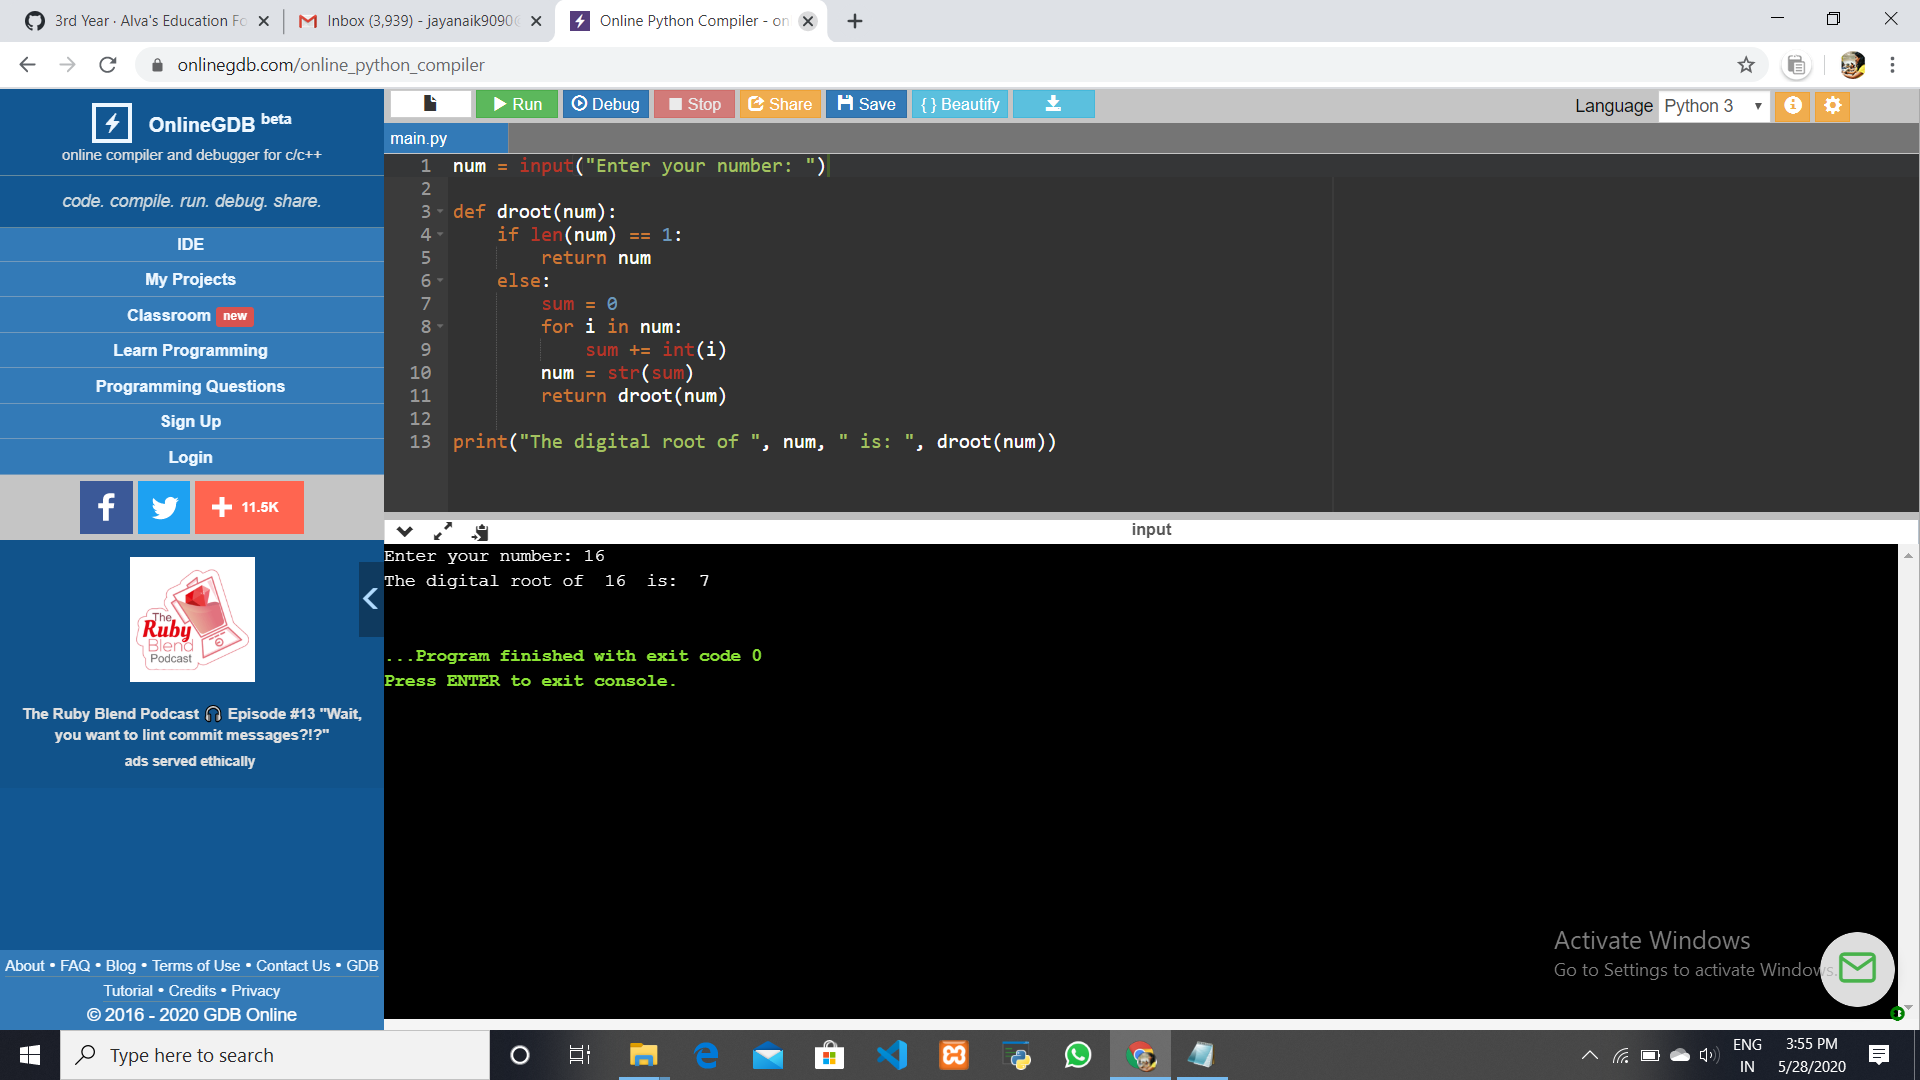 3rd Year · Alva's Education Fo
Inbox (3,939) - jayanaik9090@
Online Python Compiler - on
onlinegdb.com/online_python_compiler
OnlineGDB beta
online compiler and debugger for c/c++
code. compile. run. debug. share.
IDE
My Projects
Classroom new
Learn Programming
Programming Questions
Sign Up
Login
11.5K
The
Ruby
Blend
Podcast
The Ruby Blend Podcast 🎧 Episode #13 "Wait,
you want to lint commit messages?!?"
ads served ethically
About • FAQ • Blog • Terms of Use • Contact Us • GDB
Tutorial • Credits • Privacy
© 2016 - 2020 GDB Online
Run Debug Stop Share Save { } Beautify
Language Python 3
main.py
1 num = input("Enter your number: ")
2
3 def droot(num):
4     if len(num) == 1:
5         return num
6     else:
7         sum = 0
8         for i in num:
9             sum += int(i)
10         num = str(sum)
11         return droot(num)
12
13 print("The digital root of ", num, " is: ", droot(num))
input
Enter your number: 16
The digital root of  16  is:  7
...Program finished with exit code 0
Press ENTER to exit console.
Activate Windows
Go to Settings to activate Windows.
Type here to search
ENG
IN
3:55 PM
5/28/2020